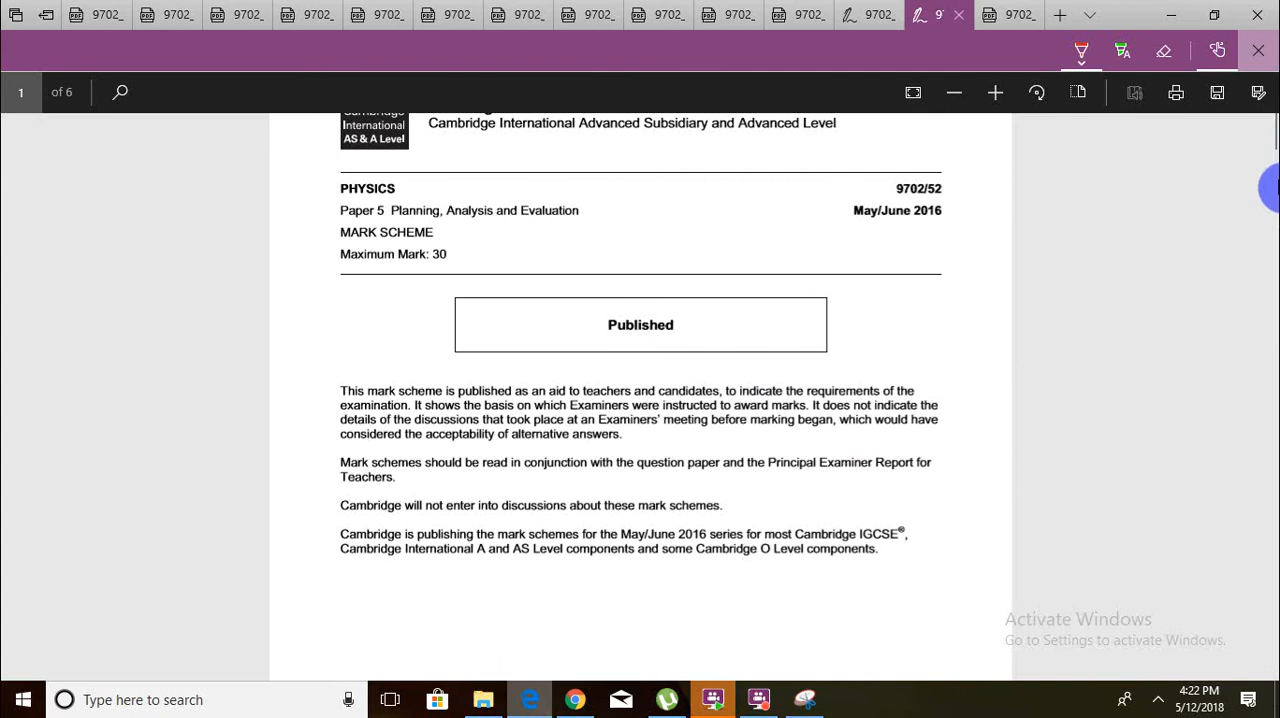 9702_
9702_
9702_
9702_
9702_
9702_
9702_
9702_
9702_
9702_
9702_
9702_
9702_
1 of 6
International
AS & A Level
Cambridge International Advanced Subsidiary and Advanced Level
PHYSICS 9702/52
Paper 5 Planning, Analysis and Evaluation May/June 2016
MARK SCHEME
Maximum Mark: 30
Published
This mark scheme is published as an aid to teachers and candidates, to indicate the requirements of the
examination. It shows the basis on which Examiners were instructed to award marks. It does not indicate the
details of the discussions that took place at an Examiners’ meeting before marking began, which would have
considered the acceptability of alternative answers.
Mark schemes should be read in conjunction with the question paper and the Principal Examiner Report for
Teachers.
Cambridge will not enter into discussions about these mark schemes.
Cambridge is publishing the mark schemes for the May/June 2016 series for most Cambridge IGCSE®,
Cambridge International A and AS Level components and some Cambridge O Level components.
Activate Windows
Go to Settings to activate Windows.
Type here to search
4:22 PM
5/12/2018